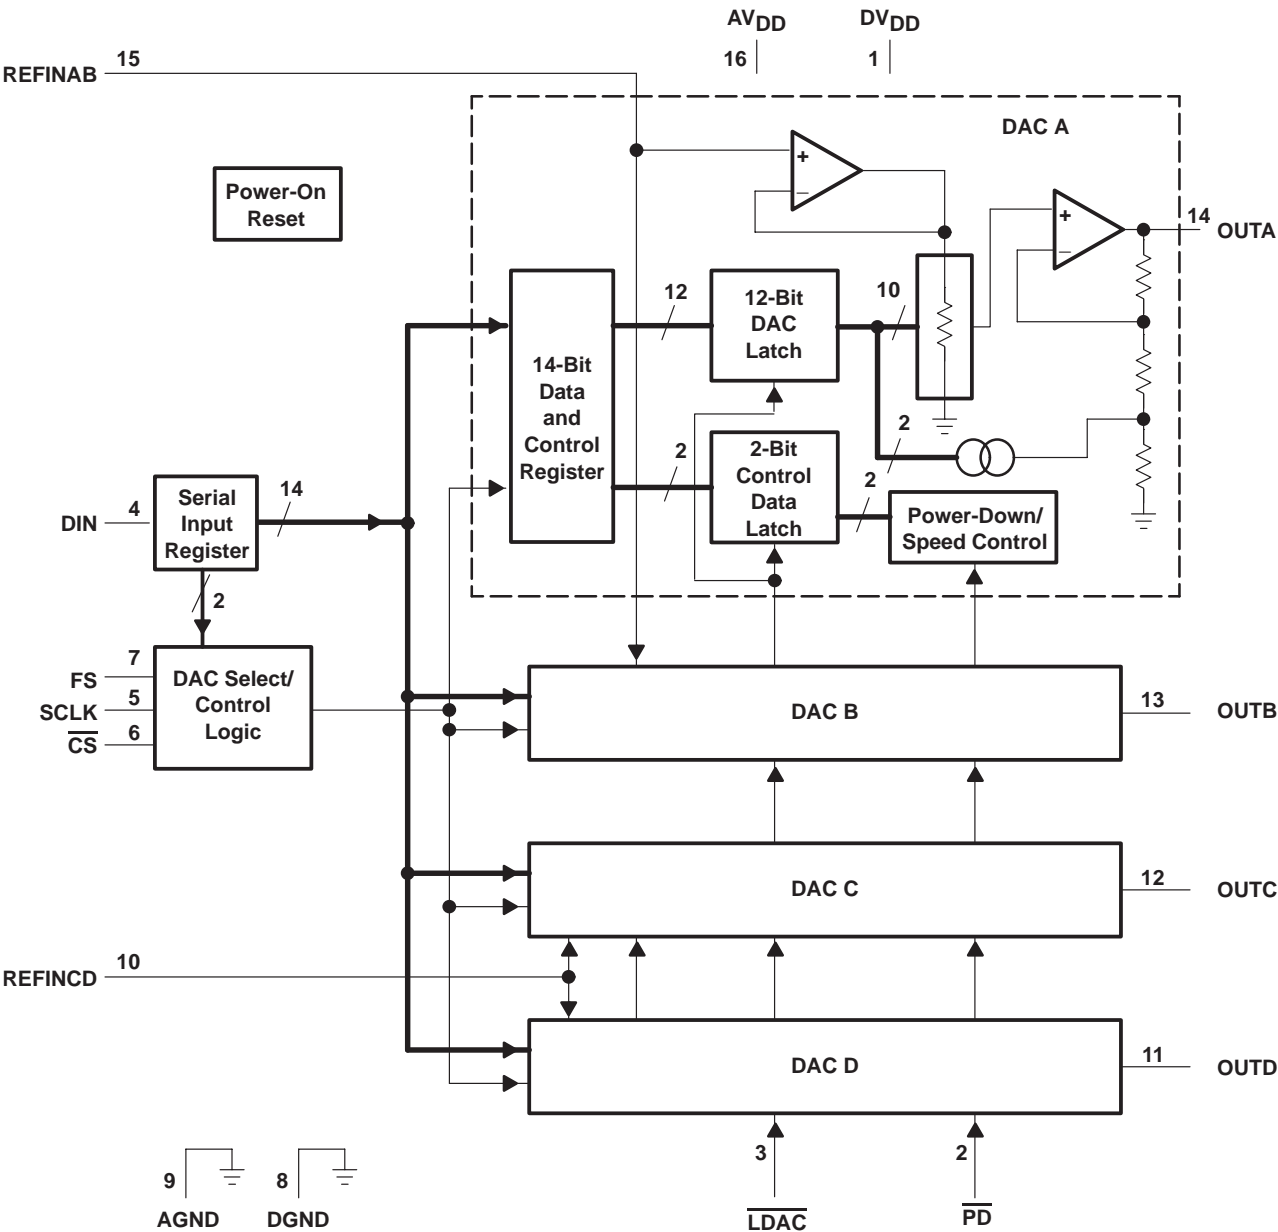 AVDD
DVDD
16
1
REFINAB
15
DAC A
Power-On
Reset
+
−
+
−
14
OUTA
12
12-Bit
DAC
Latch
10
14-Bit
Data
and
Control
Register
2
2-Bit
Control
Data
Latch
2
2
Power-Down/
Speed Control
DIN
4
Serial
Input
Register
14
2
FS
7
SCLK
5
CS
6
DAC Select/
Control
Logic
DAC B
13
OUTB
DAC C
12
OUTC
REFINCD
10
DAC D
11
OUTD
9
AGND
8
DGND
3
LDAC
2
PD